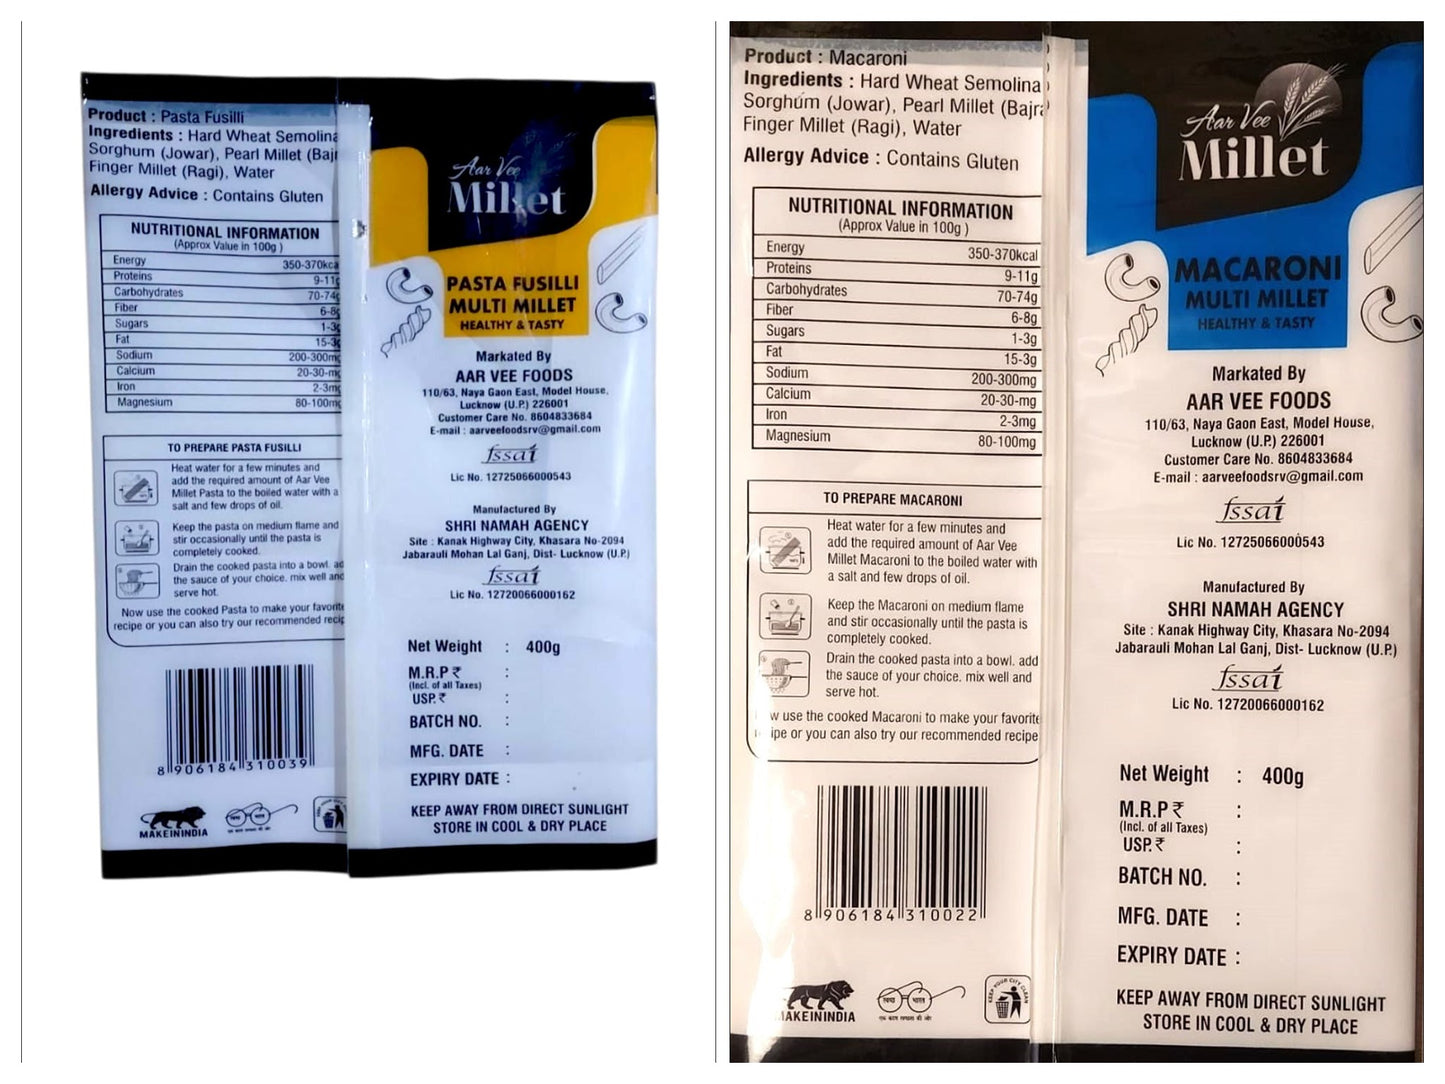 Product : Pasta Fusilli
Ingredients : Hard Wheat Semolina
Sorghum (Jowar), Pearl Millet (Baj
Finger Millet (Ragi), Water
Allergy Advice : Contains Gluten
NUTRITIONAL INFORMATION
(Approx Value in 100g )
Energy 350-370kca
Proteins 9-11g
Carbohydrates 70-74g
Fiber 6-8g
Sugars 1-3g
Fat 15-3g
Sodium 200-300mg
Calcium 20-30-mg
Iron 2-3mg
Magnesium 80-100mg
TO PREPARE PASTA FUSILLI
Heat water for a few minutes and
add the required amount of Aar Vee
Millet Pasta to the boiled water with a
salt and few drops of oil.
Keep the pasta on medium flame and
stir occasionally until the pasta is
completely cooked.
Drain the cooked pasta into a bowl. ad
the sauce of your choice. mix well and
serve hot.
Now use the cooked Pasta to make your favorite
recipe or you can also try our recommended recip
8 906184 310039
MAKE IN INDIA
स्वच्छ भारत
Aar Vee
Millet
PASTA FUSILLI
MULTI MILLET
HEALTHY & TASTY
Markated By
AAR VEE FOODS
110/63, Naya Gaon East, Model House,
Lucknow (U.P.) 226001
Customer Care No. 8604833684
E-mail : aarveefoodsrv@gmail.com
fssai
Lic No. 12725066000543
Manufactured By
SHRI NAMAH AGENCY
Site : Kanak Highway City, Khasara No-2094
Jabarauli Mohan Lal Ganj, Dist- Lucknow (U.P.)
fssai
Lic No. 12720066000162
Net Weight : 400g
M.R.P ₹ :
(Incl. of all Taxes)
USP. ₹ :
BATCH NO. :
MFG. DATE :
EXPIRY DATE :
KEEP AWAY FROM DIRECT SUNLIGHT
STORE IN COOL & DRY PLACE
Product : Macaroni
Ingredients : Hard Wheat Semolina
Sorghum (Jowar), Pearl Millet (Bajra
Finger Millet (Ragi), Water
Allergy Advice : Contains Gluten
NUTRITIONAL INFORMATION
(Approx Value in 100g )
Energy 350-370kcal
Proteins 9-11g
Carbohydrates 70-74g
Fiber 6-8g
Sugars 1-3g
Fat 15-3g
Sodium 200-300mg
Calcium 20-30-mg
Iron 2-3mg
Magnesium 80-100mg
TO PREPARE MACARONI
Heat water for a few minutes and
add the required amount of Aar Vee
Millet Macaroni to the boiled water with
a salt and few drops of oil.
Keep the Macaroni on medium flame
and stir occasionally until the pasta is
completely cooked.
Drain the cooked pasta into a bowl. add
the sauce of your choice. mix well and
serve hot.
w use the cooked Macaroni to make your favorite
ipe or you can also try our recommended recipe
8 906184 310022
MAKE IN INDIA
स्वच्छ भारत
एक कदम स्वच्छता की ओर
KEEP YOUR CITY CLEAN
Aar Vee
Millet
MACARONI
MULTI MILLET
HEALTHY & TASTY
Markated By
AAR VEE FOODS
110/63, Naya Gaon East, Model House,
Lucknow (U.P.) 226001
Customer Care No. 8604833684
E-mail : aarveefoodsrv@gmail.com
fssai
Lic No. 12725066000543
Manufactured By
SHRI NAMAH AGENCY
Site : Kanak Highway City, Khasara No-2094
Jabarauli Mohan Lal Ganj, Dist- Lucknow (U.P.)
fssai
Lic No. 12720066000162
Net Weight : 400g
M.R.P ₹ :
(Incl. of all Taxes)
USP. ₹ :
BATCH NO. :
MFG. DATE :
EXPIRY DATE :
KEEP AWAY FROM DIRECT SUNLIGHT
STORE IN COOL & DRY PLACE